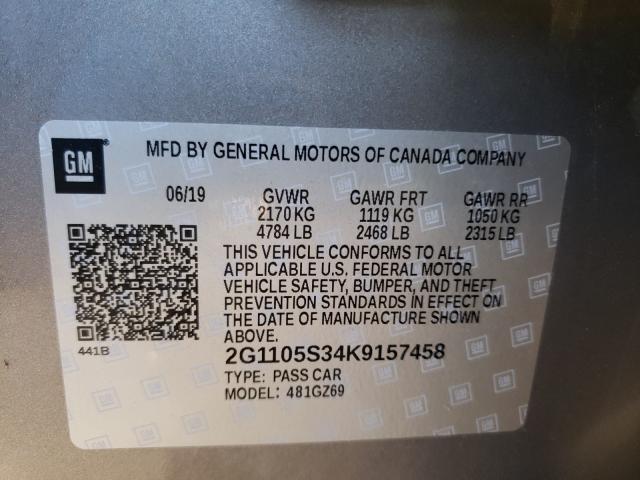 GM
MFD BY GENERAL MOTORS OF CANADA COMPANY
06/19 GVWR GAWR FRT GAWR RR
2170 KG 1119 KG 1050 KG
4784 LB 2468 LB 2315 LB
THIS VEHICLE CONFORMS TO ALL
APPLICABLE U.S. FEDERAL MOTOR
VEHICLE SAFETY, BUMPER, AND THEFT
PREVENTION STANDARDS IN EFFECT ON
THE DATE OF MANUFACTURE SHOWN
ABOVE.
441B
2G1105S34K9157458
TYPE: PASS CAR
MODEL: 481GZ69